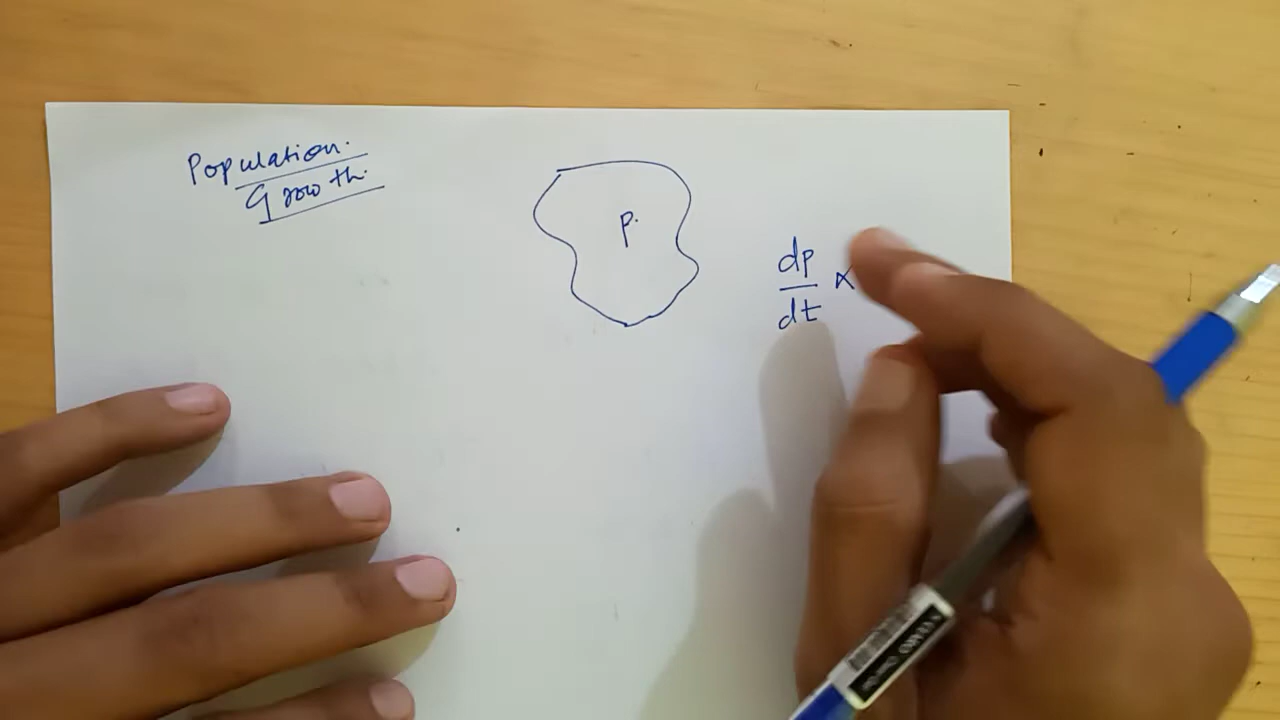 Population.
Growth.
p.
dp
dt
∝